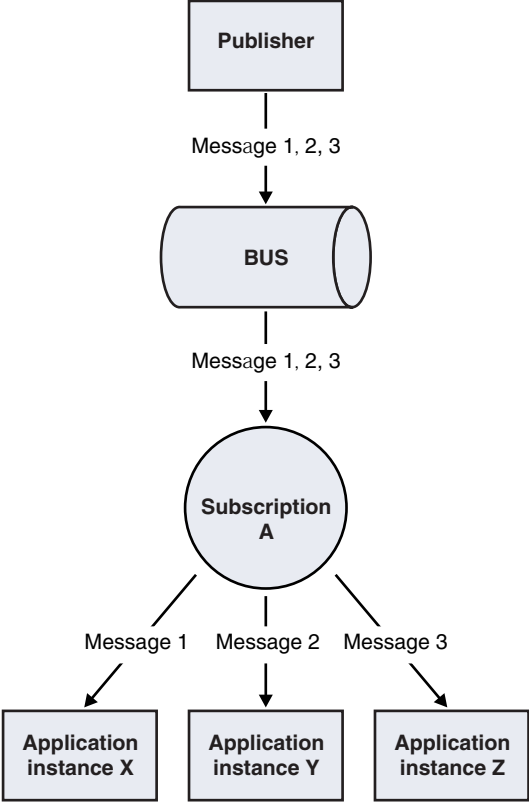 Publisher
Message 1, 2, 3
BUS
Message 1, 2, 3
Subscription
A
Message 1
Message 2
Message 3
Application
instance X
Application
instance Y
Application
instance Z